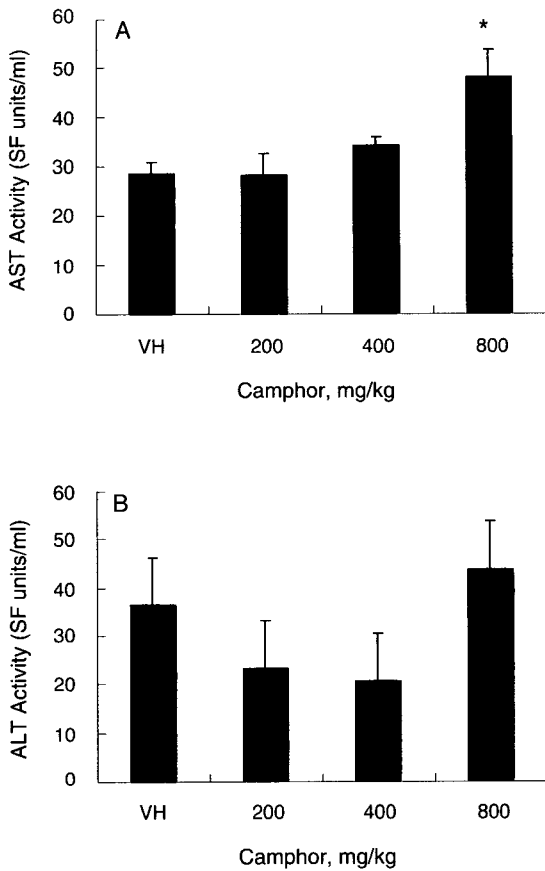 A
*
AST Activity (SF units/ml)
60
50
40
30
20
10
0
VH 200 400 800
Camphor, mg/kg
B
ALT Activity (SF units/ml)
60
50
40
30
20
10
0
VH 200 400 800
Camphor, mg/kg